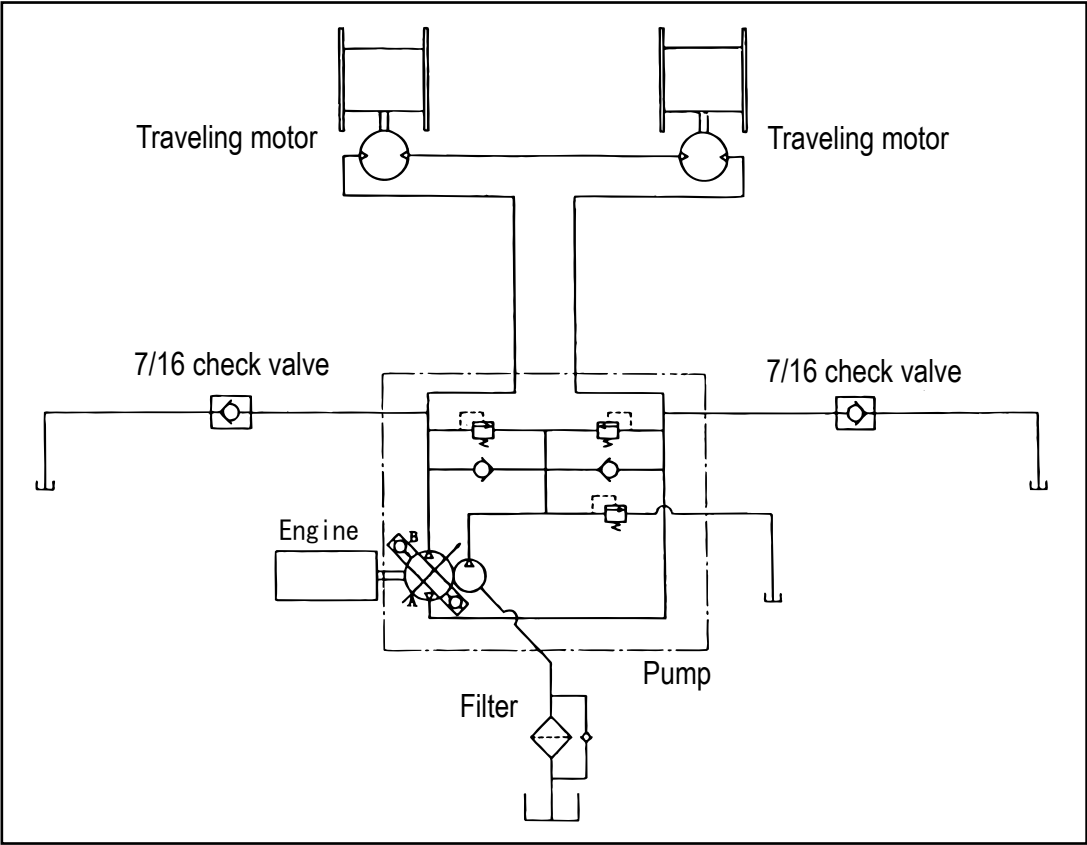 Traveling motor
Traveling motor
7/16 check valve
7/16 check valve
Engine
B
A
Pump
Filter